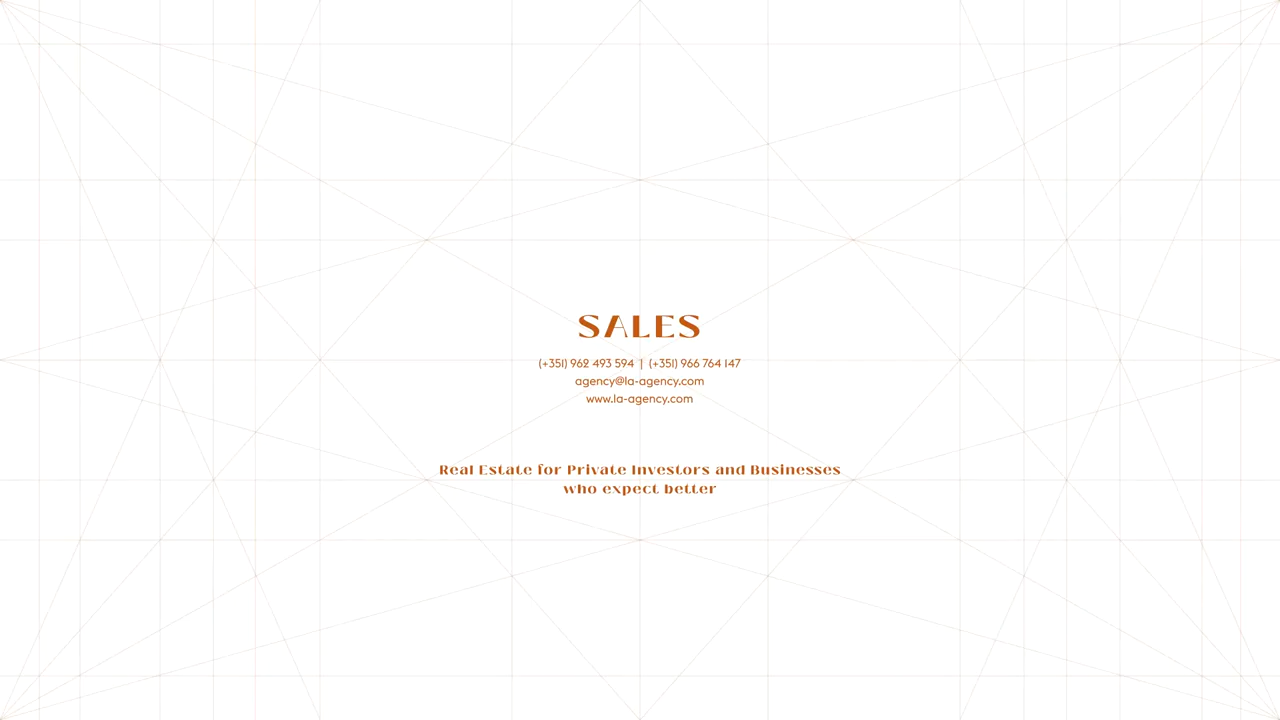 SALES
(+351) 962 493 594 | (+351) 966 764 147
agency@la-agency.com
www.la-agency.com
Real Estate for Private Investors and Businesses
who expect better